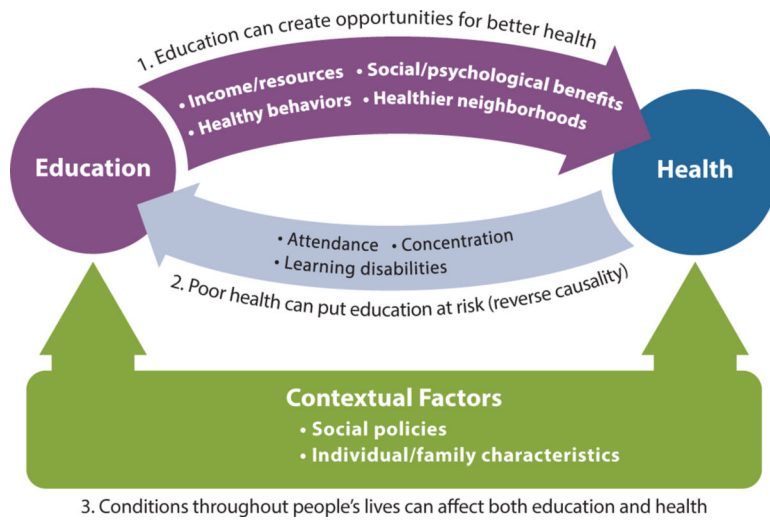 1. Education can create opportunities for better health
• Income/resources • Social/psychological benefits
• Healthy behaviors • Healthier neighborhoods
Education
Health
• Attendance • Concentration
• Learning disabilities
2. Poor health can put education at risk (reverse causality)
Contextual Factors
• Social policies
• Individual/family characteristics
3. Conditions throughout people's lives can affect both education and health